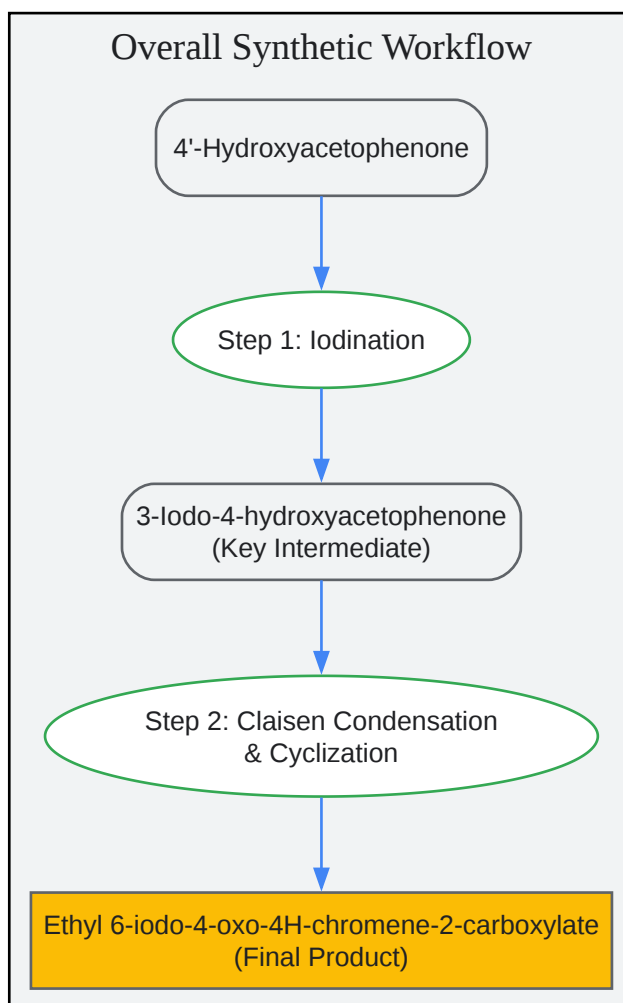 Overall Synthetic Workflow
4'-Hydroxyacetophenone
Step 1: Iodination
3-Iodo-4-hydroxyacetophenone
(Key Intermediate)
Step 2: Claisen Condensation
& Cyclization
Ethyl 6-iodo-4-oxo-4H-chromene-2-carboxylate
(Final Product)